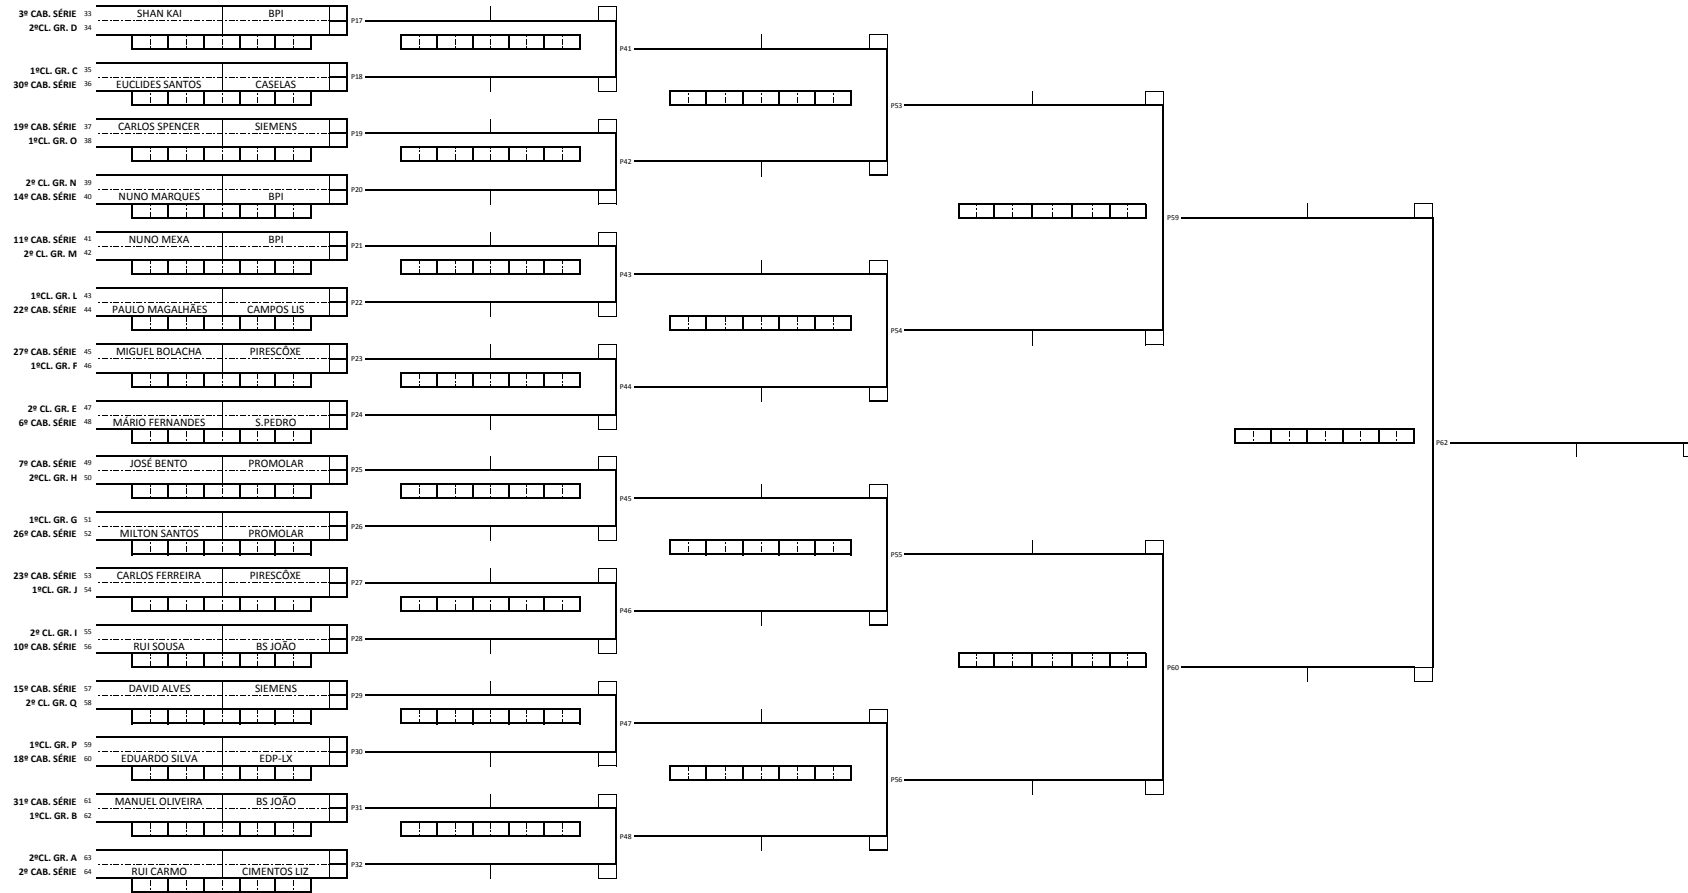 3º CAB. SÉRIE 33 SHAN KAI BPI
P17
2ºCL. GR. D 34
P41
1ºCL. GR. C 35
P18
30º CAB. SÉRIE 36 EUCLIDES SANTOS CASELAS
P53
19º CAB. SÉRIE 37 CARLOS SPENCER SIEMENS
P19
1ºCL. GR. O 38
P42
2º CL. GR. N 39
P20
14º CAB. SÉRIE 40 NUNO MARQUES BPI
P59
11º CAB. SÉRIE 41 NUNO MEXA BPI
P21
2º CL. GR. M 42
P43
1ºCL. GR. L 43
P22
22º CAB. SÉRIE 44 PAULO MAGALHÃES CAMPOS LIS
P54
27º CAB. SÉRIE 45 MIGUEL BOLACHA PIRESCÔXE
P23
1ºCL. GR. F 46
P44
2º CL. GR. E 47
P24
6º CAB. SÉRIE 48 MÁRIO FERNANDES S.PEDRO
P62
7º CAB. SÉRIE 49 JOSÉ BENTO PROMOLAR
P25
2ºCL. GR. H 50
P45
1ºCL. GR. G 51
P26
26º CAB. SÉRIE 52 MILTON SANTOS PROMOLAR
P55
23º CAB. SÉRIE 53 CARLOS FERREIRA PIRESCÔXE
P27
1ºCL. GR. J 54
P46
2º CL. GR. I 55
P28
10º CAB. SÉRIE 56 RUI SOUSA BS JOÃO
P60
15º CAB. SÉRIE 57 DAVID ALVES SIEMENS
P29
2º CL. GR. Q 58
P47
1ºCL. GR. P 59
P30
18º CAB. SÉRIE 60 EDUARDO SILVA EDP-LX
P56
31º CAB. SÉRIE 61 MANUEL OLIVEIRA BS JOÃO
P31
1ºCL. GR. B 62
P48
2ºCL. GR. A 63
P32
2º CAB. SÉRIE 64 RUI CARMO CIMENTOS LIZ